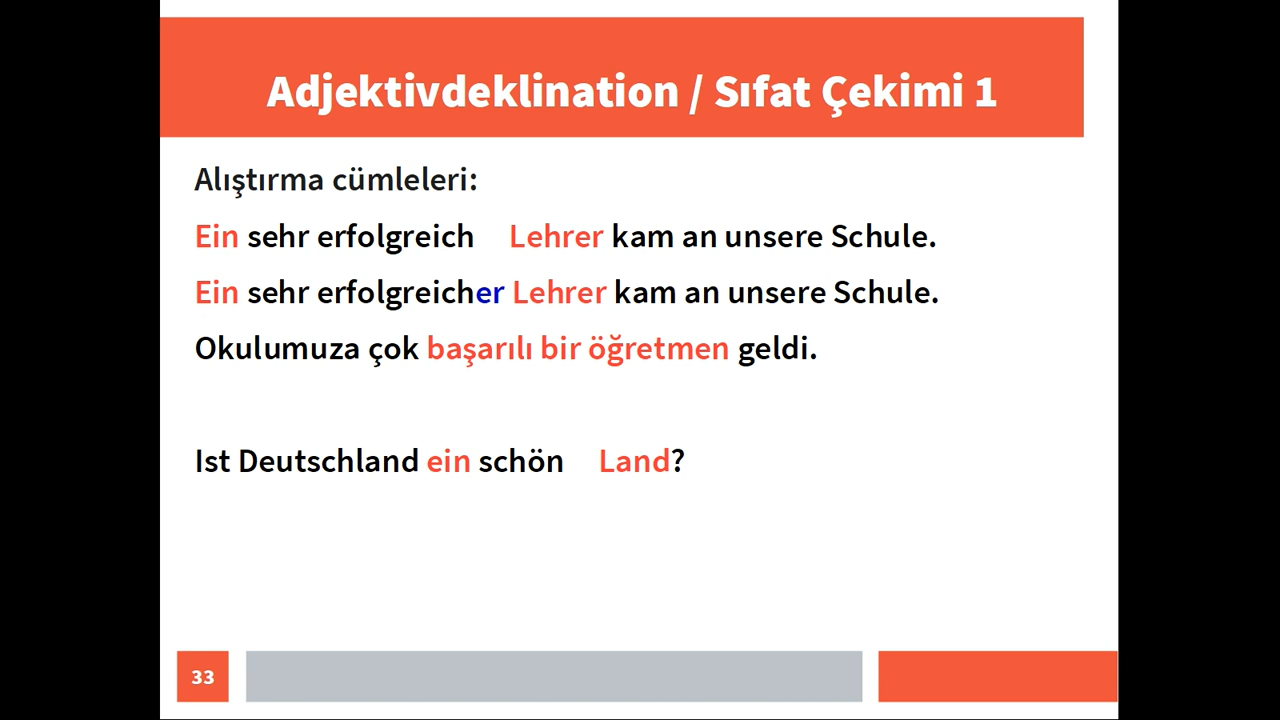 Adjektivdeklination / Sıfat Çekimi 1
Alıştırma cümleleri:
Ein sehr erfolgreich Lehrer kam an unsere Schule.
Ein sehr erfolgreicher Lehrer kam an unsere Schule.
Okulumuza çok başarılı bir öğretmen geldi.
Ist Deutschland ein schön Land?
33